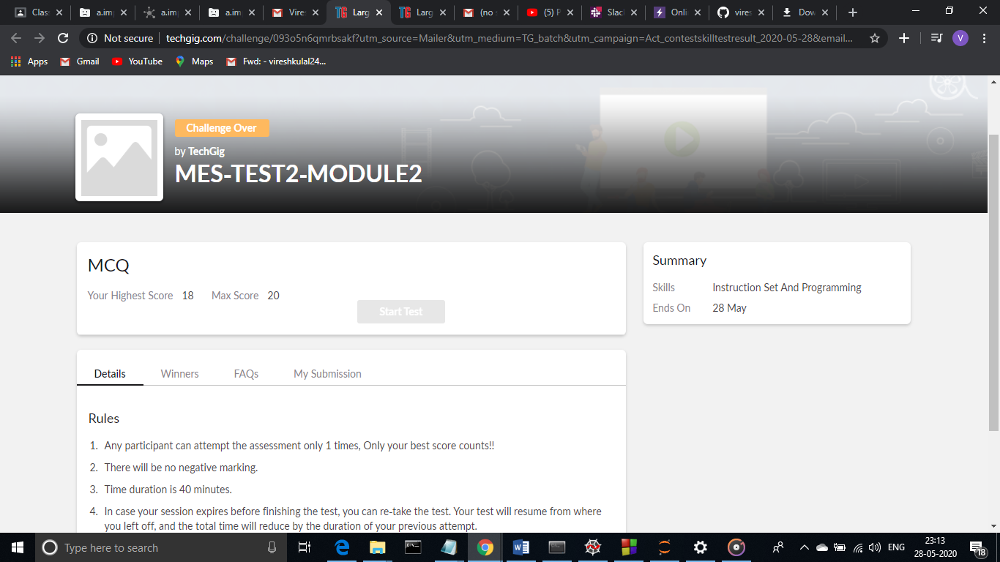 Class
a.im
a.im
a.im
Vires
Larg
Larg
(no s
(5) P
Slac
Onli
vires
Dow
Not secure
techgig.com/challenge/093o5n6qmrbsakf?utm_source=Mailer&utm_medium=TG_batch&utm_campaign=Act_contestskilltestresult_2020-05-28&email...
V
Apps
Gmail
YouTube
Maps
Fwd: - vireshkulal24...
Challenge Over
by TechGig
MES-TEST2-MODULE2
MCQ
Your Highest Score 18 Max Score 20
Start Test
Summary
Skills Instruction Set And Programming
Ends On 28 May
Details Winners FAQs My Submission
Rules
1. Any participant can attempt the assessment only 1 times, Only your best score counts!!
2. There will be no negative marking.
3. Time duration is 40 minutes.
4. In case your session expires before finishing the test, you can re-take the test. Your test will resume from where
you left off, and the total time will reduce by the duration of your previous attempt.
Type here to search
ENG
23:13
28-05-2020
18